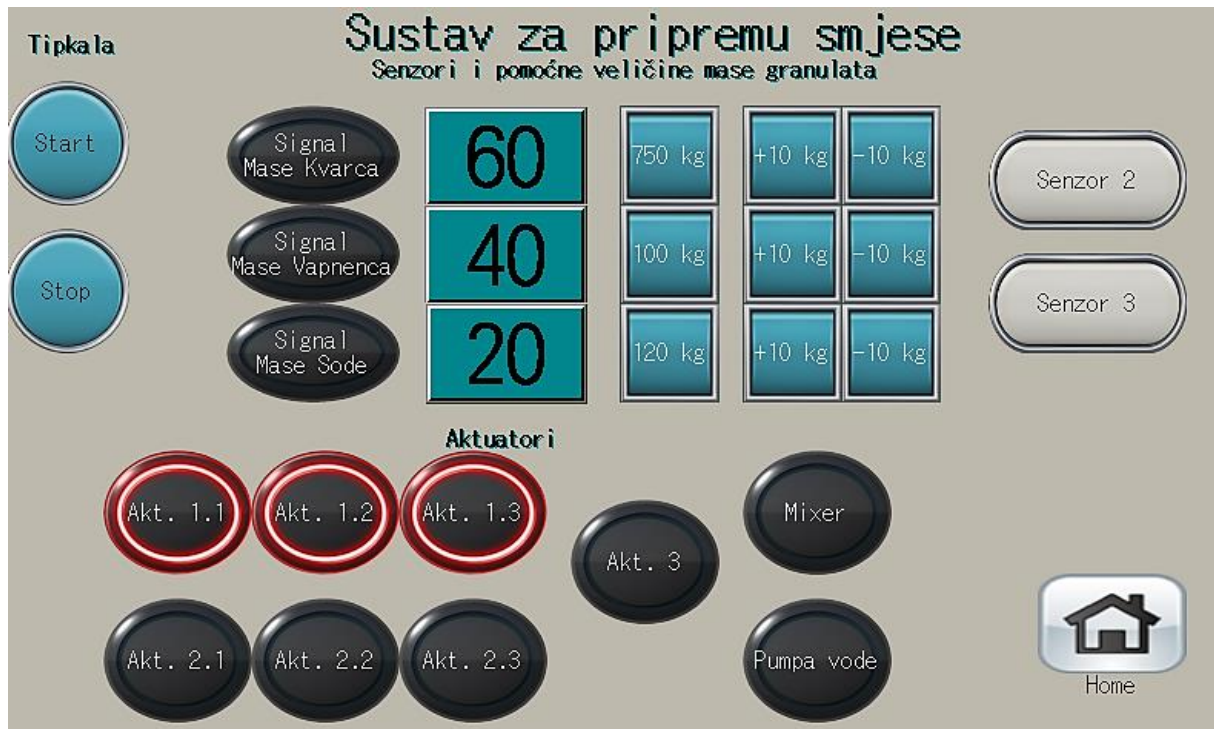 Sustav za pripremu smjese
Tipkala
Senzori i pomoćne veličine mase granulata
Start
Signal
Mase Kvarca
60
750 kg
+10 kg
-10 kg
Senzor 2
Signal
Mase Vapnenca
40
100 kg
+10 kg
-10 kg
Stop
Senzor 3
Signal
Mase Sode
20
120 kg
+10 kg
-10 kg
Aktuatori
Akt. 1.1
Akt. 1.2
Akt. 1.3
Mixer
Akt. 3
Akt. 2.1
Akt. 2.2
Akt. 2.3
Pumpa vode
Home